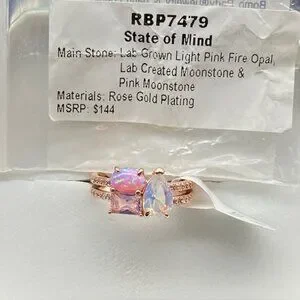 RBP7479
State of Mind
Main Stone: Lab Grown Light Pink Fire Opal,
Lab Created Moonstone &
Pink Moonstone
Materials: Rose Gold Plating
MSRP: $144